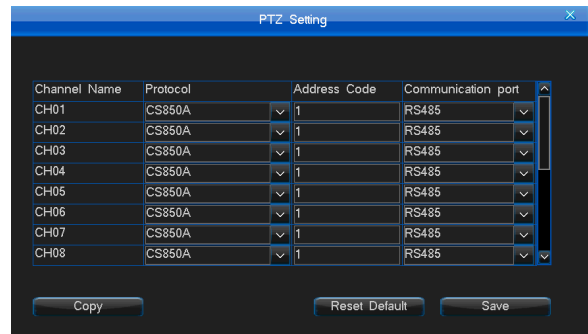 PTZ Setting
Channel Name Protocol Address Code Communication port
CH01 CS850A 1 RS485
CH02 CS850A 1 RS485
CH03 CS850A 1 RS485
CH04 CS850A 1 RS485
CH05 CS850A 1 RS485
CH06 CS850A 1 RS485
CH07 CS850A 1 RS485
CH08 CS850A 1 RS485
Copy Reset Default Save